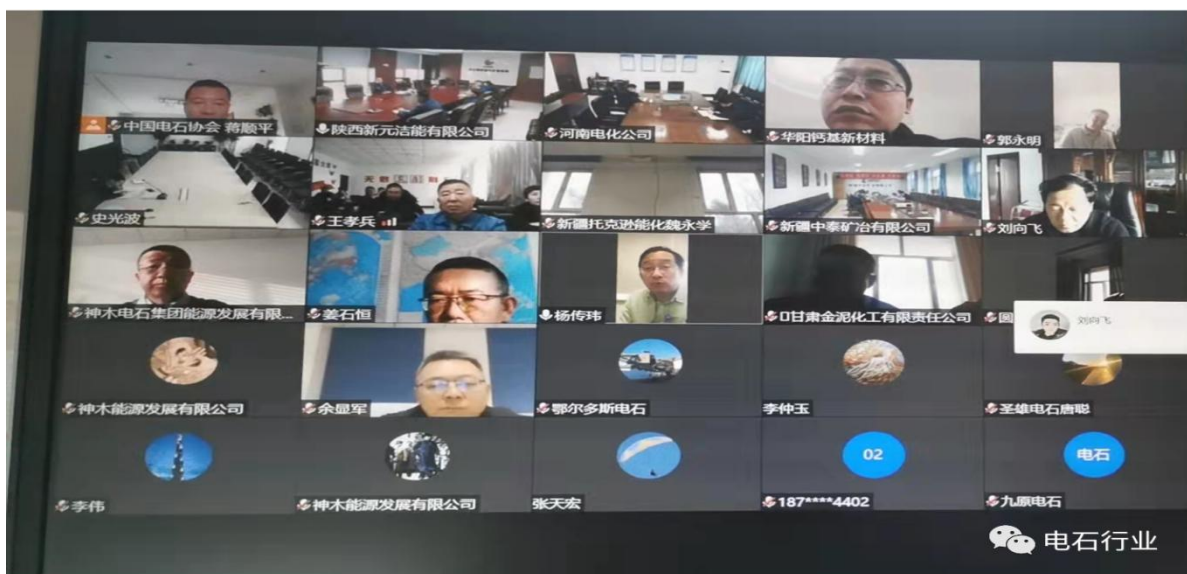 中国电石协会 蒋顺平
陕西新元洁能有限公司
河南电化公司
华阳钙基新材料
郭永明
史光波
王孝兵
新疆托克逊能化魏永学
新疆中泰矿冶有限公司
刘向飞
神木电石集团能源发展有限...
姜石恒
杨传玮
甘肃金泥化工有限责任公司
刘向飞
神木能源发展有限公司
余显军
鄂尔多斯电石
李仲玉
圣雄电石唐聪
02
电石
李伟
神木能源发展有限公司
张天宏
187****4402
九原电石
电石行业